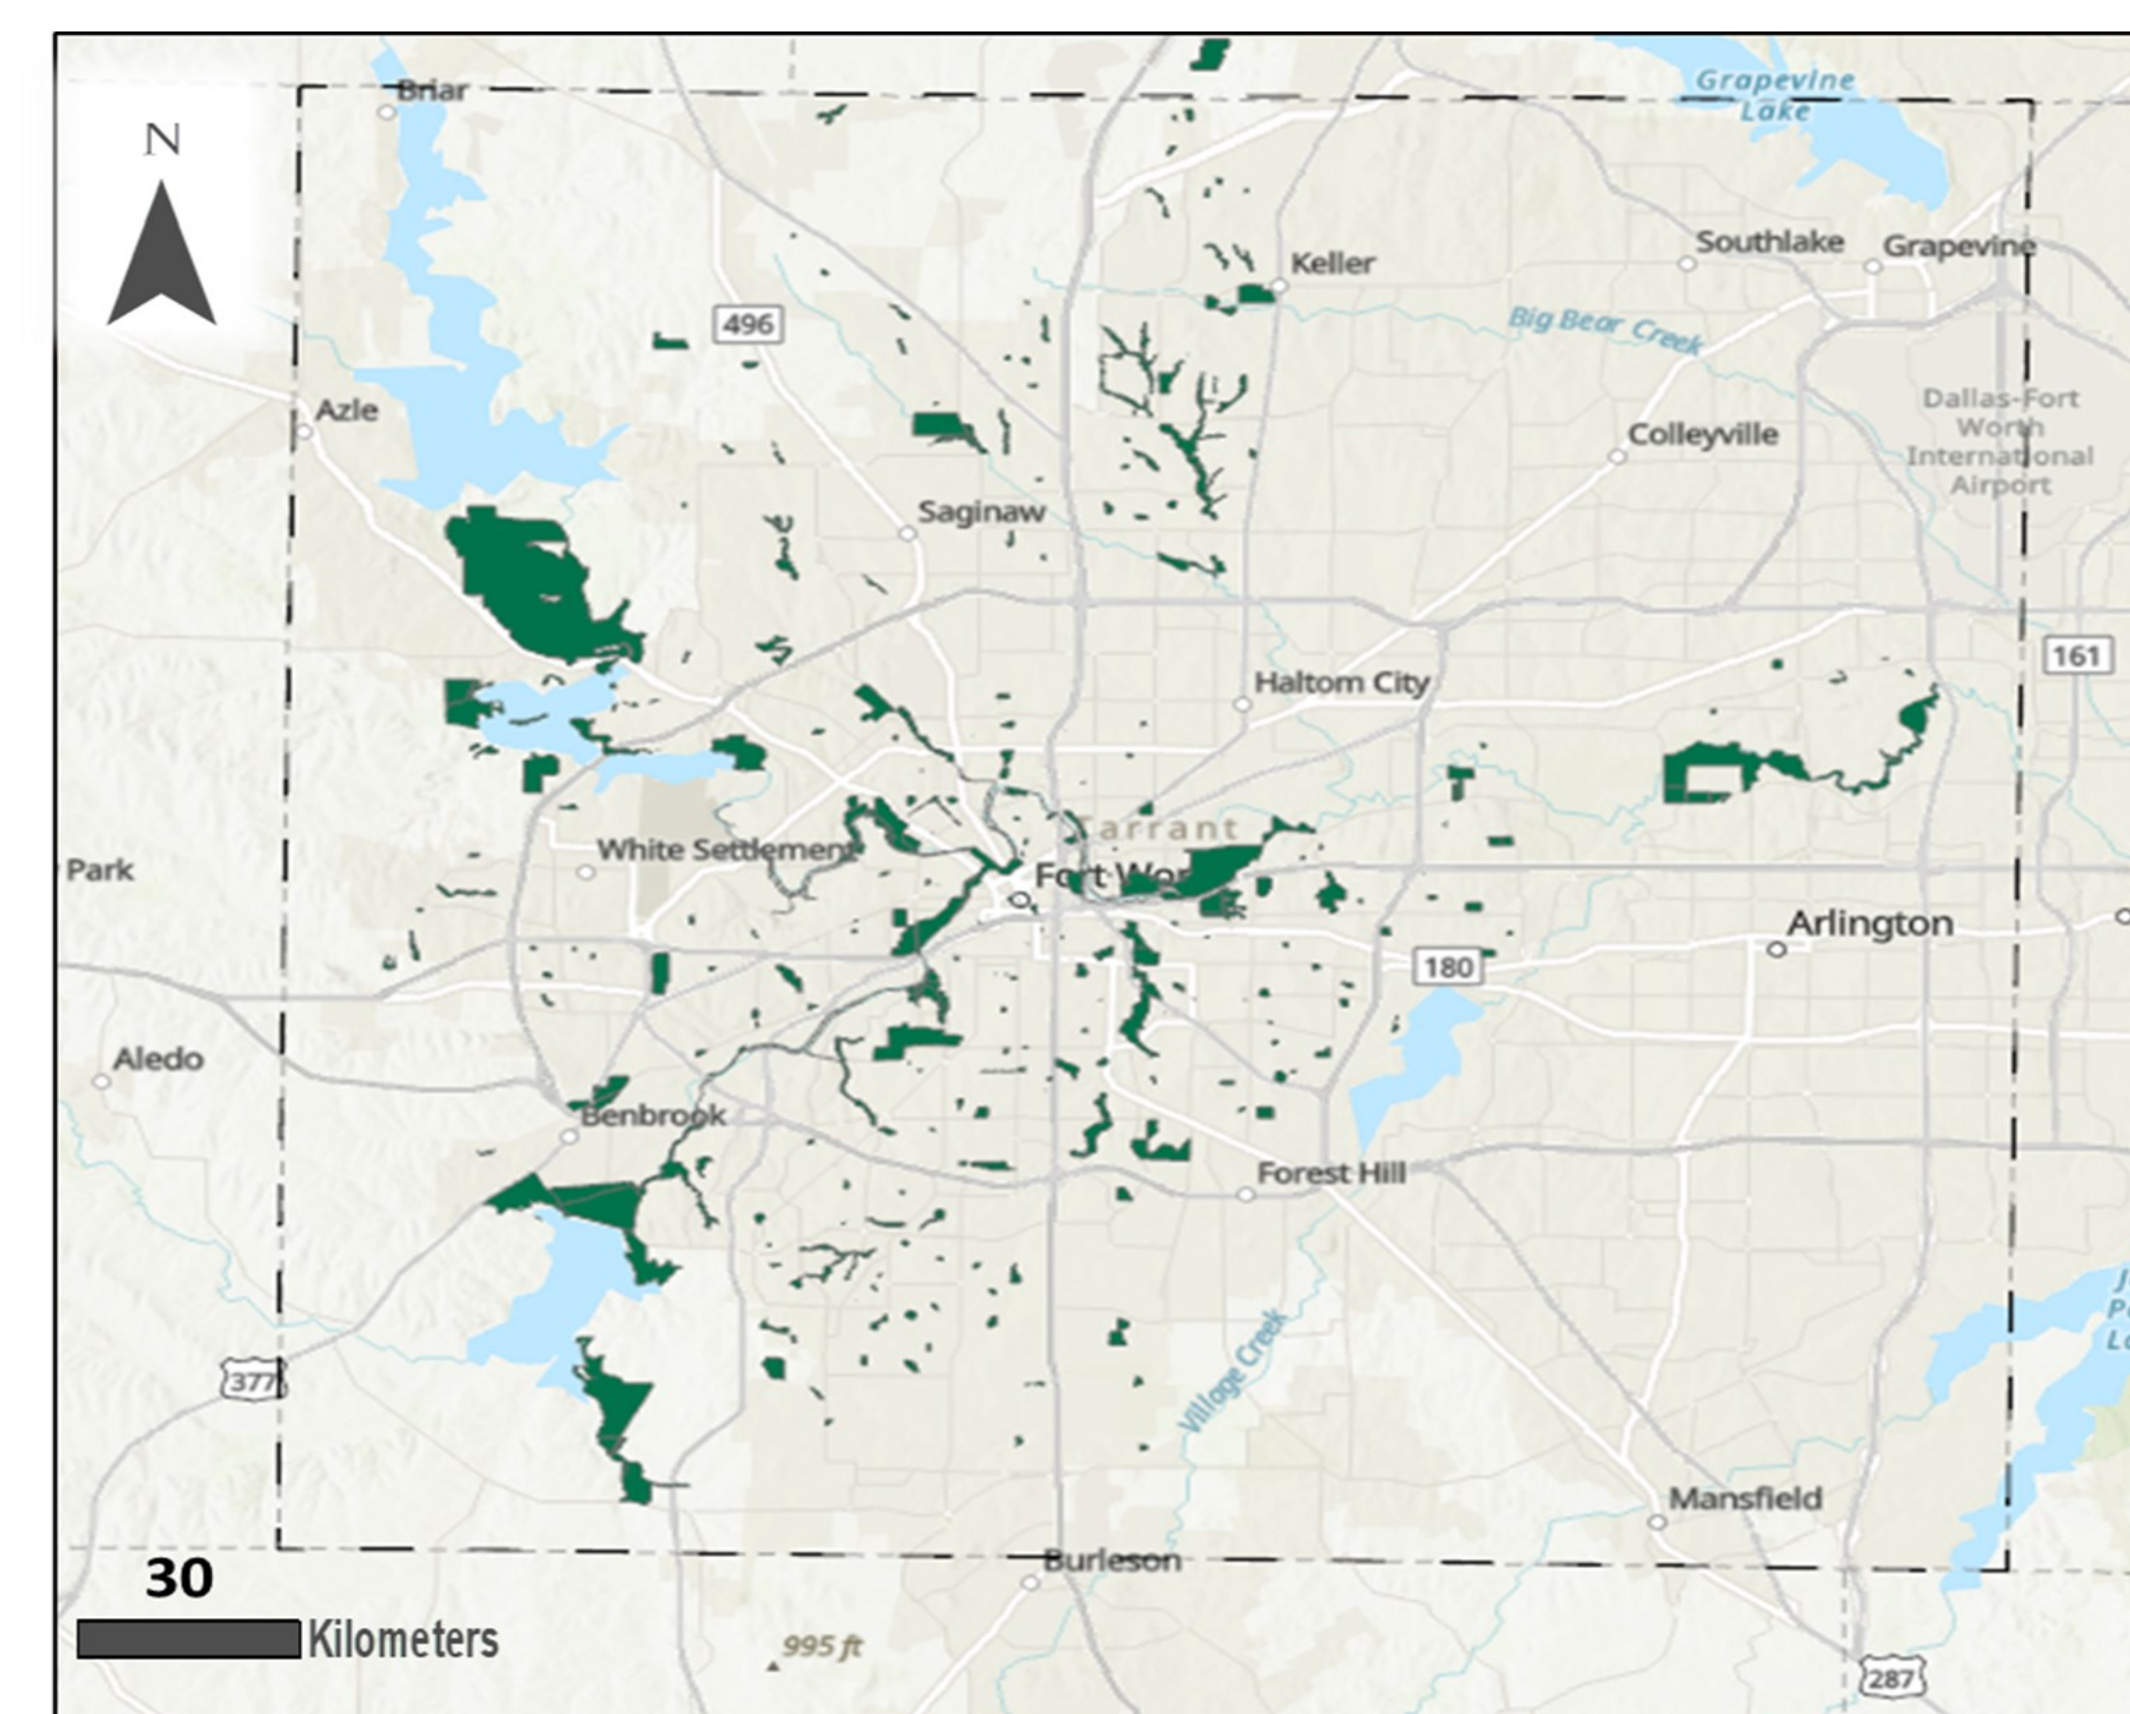 Grapevine
Lake
Briar
N
Southlake
Grapevine
Keller
Big Bear Creek
496
Dallas-Fort
Worth
International
Airport
Azle
Colleyville
Saginaw
161
Haltom City
Tarrant
White Settlement
Park
Fort Wor
Arlington
180
Aledo
Benbrook
Forest Hill
Village Creek
377
Mansfield
Burleson
30
Kilometers
995 ft
287